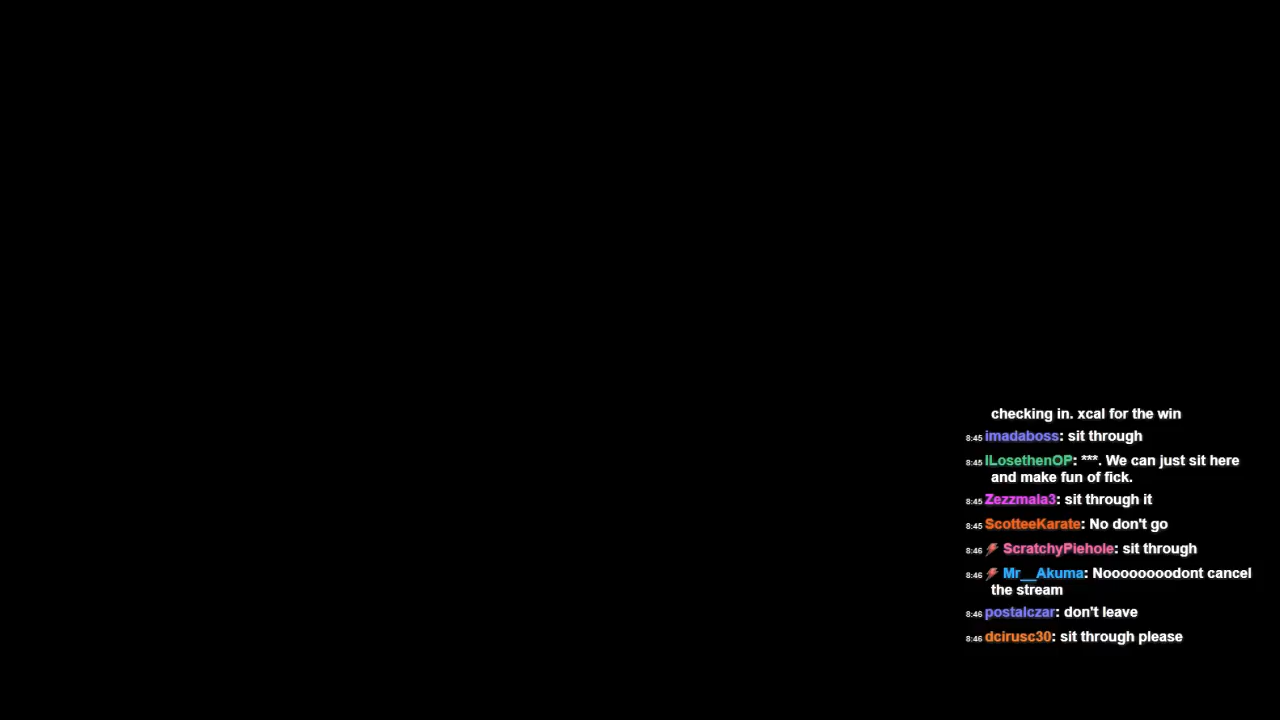 checking in. xcal for the win
8:45 imadaboss: sit through
8:45 ILosethenOP: ***. We can just sit here
and make fun of fick.
8:45 Zezzmala3: sit through it
8:45 ScotteeKarate: No don't go
8:46 ScratchyPiehole: sit through
8:46 Mr__Akuma: Noooooooodont cancel
the stream
8:46 postalczar: don't leave
8:46 dcirusc30: sit through please